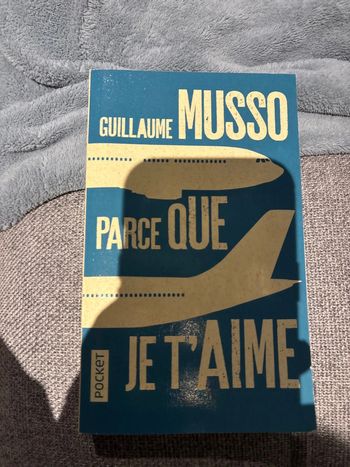 GUILLAUME MUSSO
PARCE QUE
JE T'AIME
POCKET